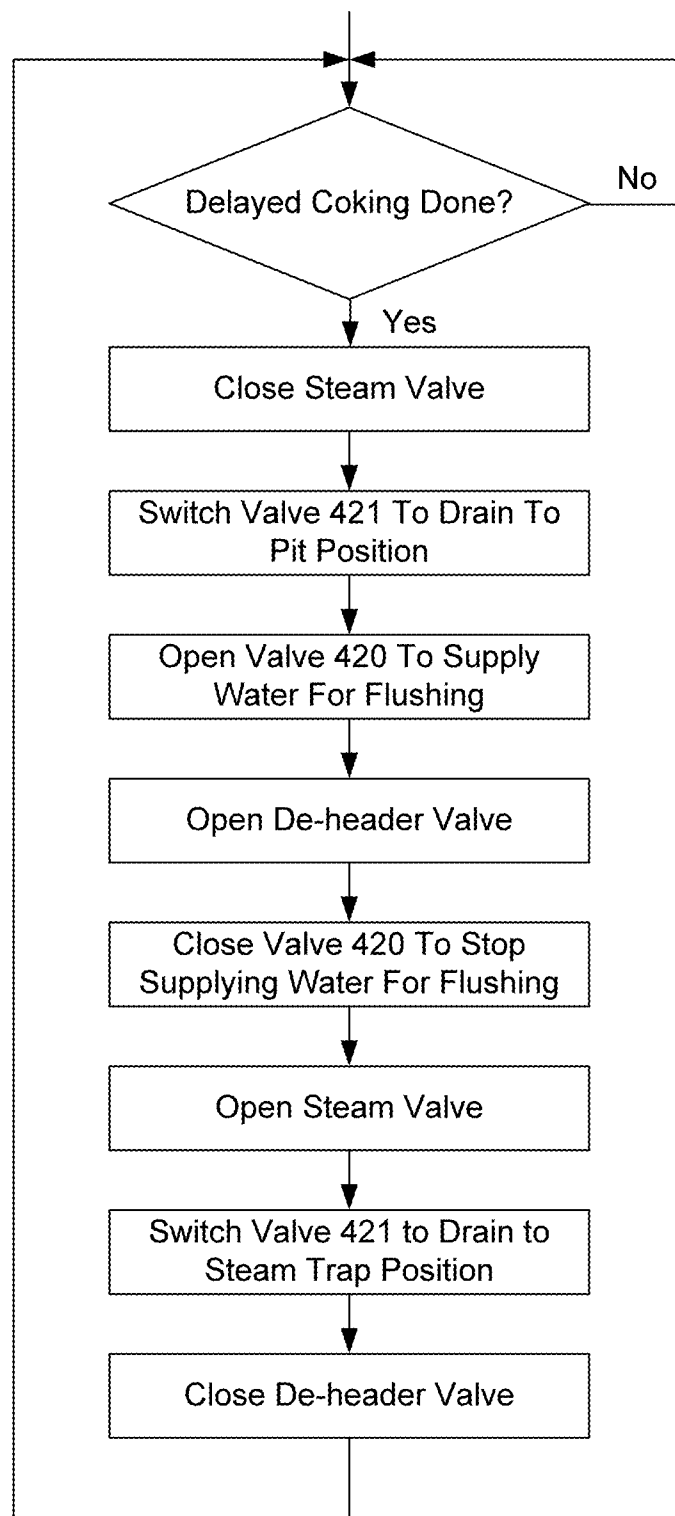 Delayed Coking Done?
No
Yes
Close Steam Valve
Switch Valve 421 To Drain To
Pit Position
Open Valve 420 To Supply
Water For Flushing
Open De-header Valve
Close Valve 420 To Stop
Supplying Water For Flushing
Open Steam Valve
Switch Valve 421 to Drain to
Steam Trap Position
Close De-header Valve